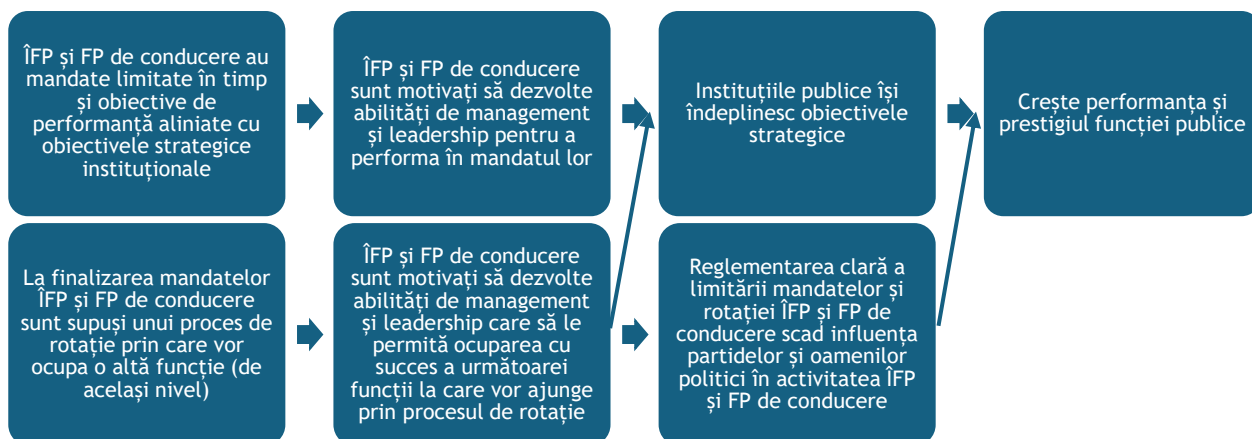 ÎFP și FP de conducere au
mandate limitate în timp
și obiective de
performanță aliniate cu
obiectivele strategice
instituționale
ÎFP și FP de conducere
sunt motivați să dezvolte
abilități de management
și leadership pentru a
performa în mandatul lor
Instituțiile publice își
îndeplinesc obiectivele
strategice
Crește performanța și
prestigiul funcției publice
La finalizarea mandatelor
ÎFP și FP de conducere
sunt supuși unui proces de
rotație prin care vor
ocupa o altă funcție (de
același nivel)
ÎFP și FP de conducere
sunt motivați să dezvolte
abilități de management
și leadership care să le
permită ocuparea cu
succes a următoarei
funcții la care vor ajunge
prin procesul de rotație
Reglementarea clară a
limitării mandatelor și
rotației ÎFP și FP de
conducere scad influența
partidelor și oamenilor
politici în activitatea ÎFP
și FP de conducere